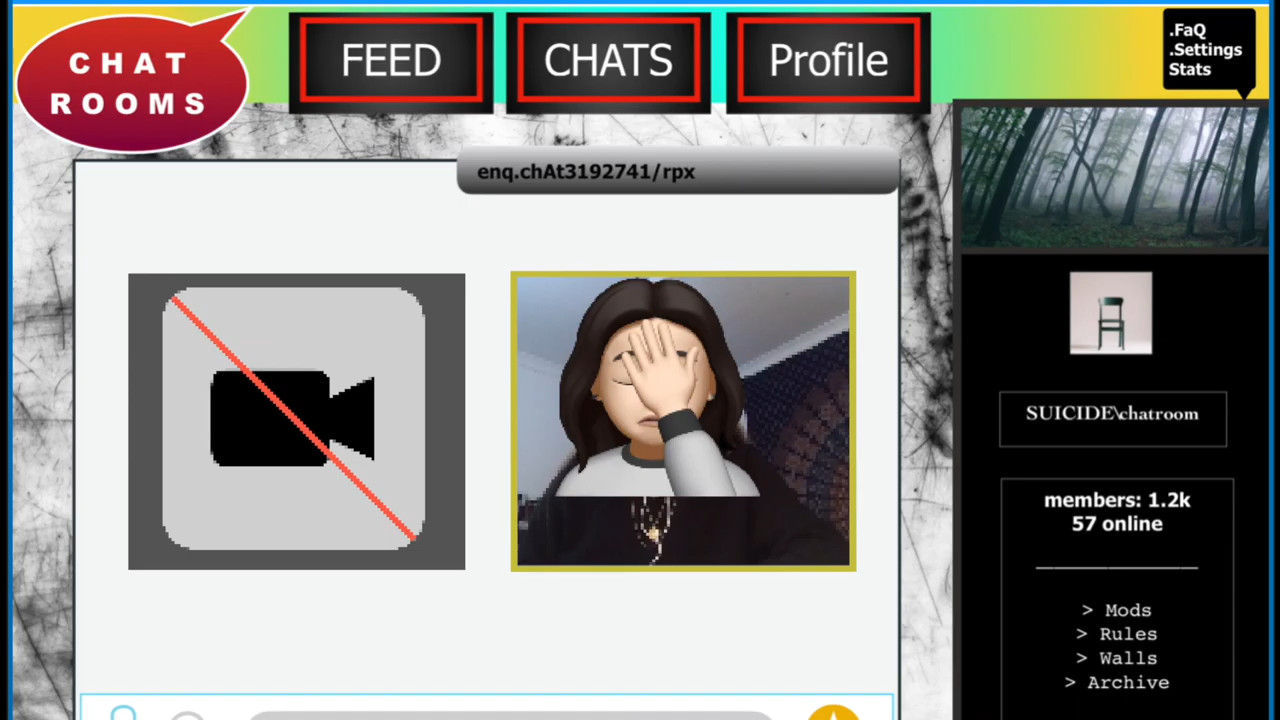 CHAT
ROOMS
FEED
CHATS
Profile
.FaQ
.Settings
Stats
enq.chAt3192741/rpx
SUICIDE\chatroom
members: 1.2k
57 online
> Mods
> Rules
> Walls
> Archive